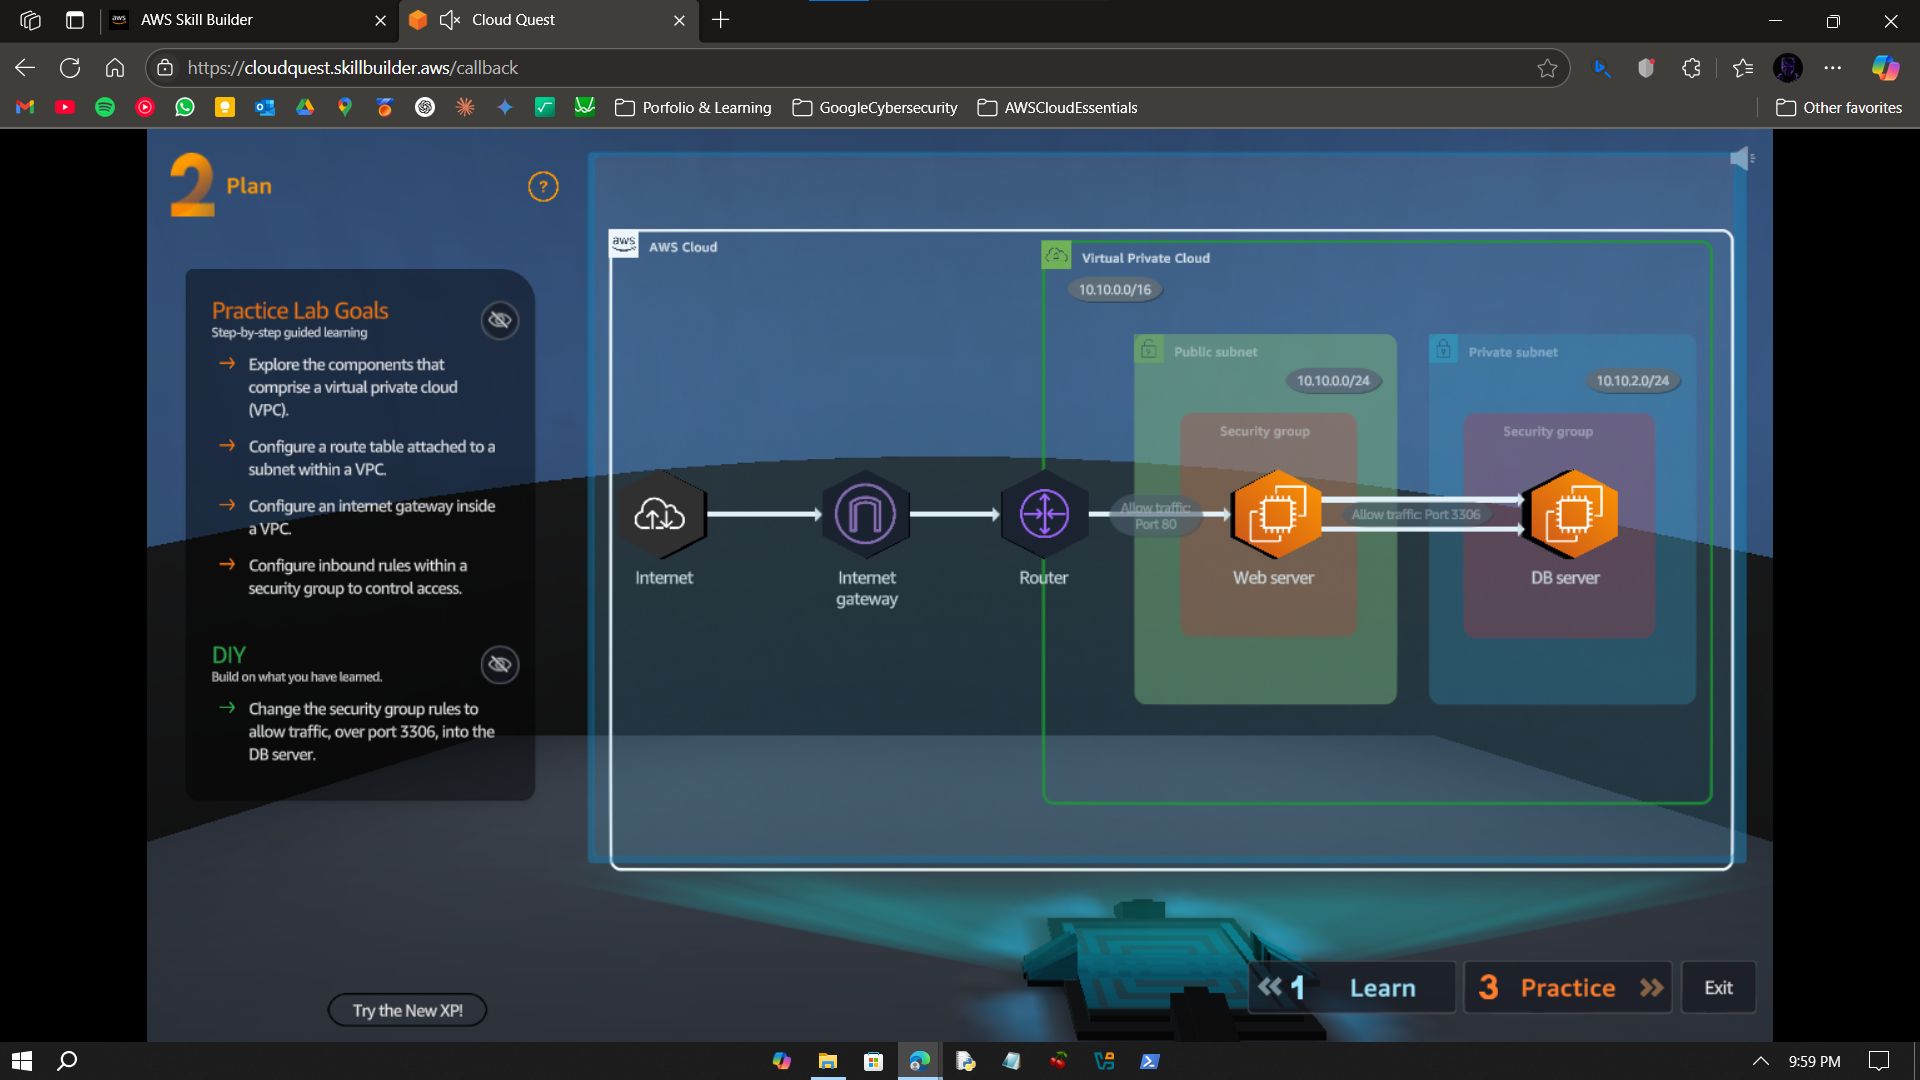 aws
AWS Skill Builder
Cloud Quest
https://cloudquest.skillbuilder.aws/callback
Porfolio & Learning
GoogleCybersecurity
AWSCloudEssentials
Other favorites
2
Plan
?
Practice Lab Goals
Step-by-step guided learning
Explore the components that
comprise a virtual private cloud
(VPC).
Configure a route table attached to a
subnet within a VPC.
Configure an internet gateway inside
a VPC.
Configure inbound rules within a
security group to control access.
DIY
Build on what you have learned.
Change the security group rules to
allow traffic, over port 3306, into the
DB server.
aws
AWS Cloud
Virtual Private Cloud
10.10.0.0/16
Public subnet
10.10.0.0/24
Security group
Private subnet
10.10.2.0/24
Security group
Internet
Internet
gateway
Router
Allow traffic:
Port 80
Web server
Allow traffic: Port 3306
DB server
Try the New XP!
1 Learn
3 Practice
Exit
9:59 PM